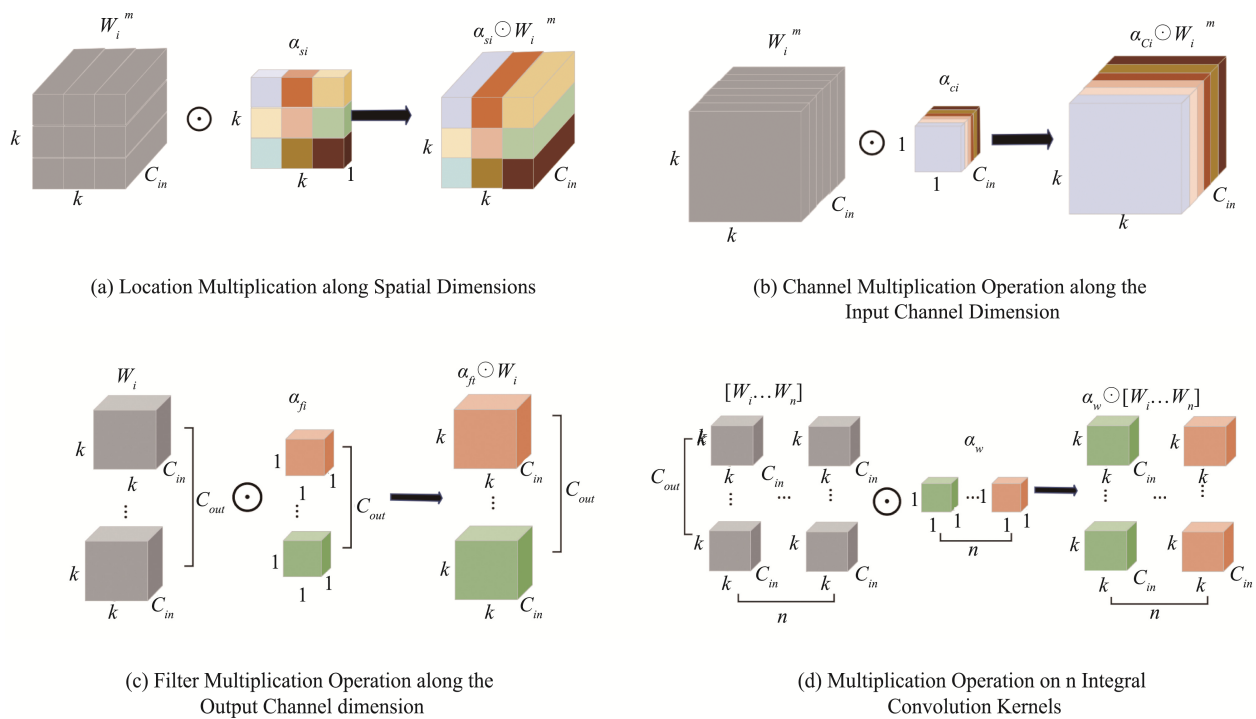 W_i^m
α_si
α_si ⊙ W_i^m
k
⊙
k
C_in
k
k
1
C_in
k
(a) Location Multiplication along Spatial Dimensions
W_i^m
α_ci
α_Ci ⊙ W_i^m
k
⊙
1
k
C_in
k
1
C_in
C_in
k
(b) Channel Multiplication Operation along the
Input Channel Dimension
W_i
α_fi
α_ft ⊙ W_i
k
k
C_in
1
1
1
k
k
C_in
⋮
C_out
⊙
⋮
C_out
⋮
C_out
k
k
C_in
1
1
1
k
k
C_in
(c) Filter Multiplication Operation along the
Output Channel dimension
[W_i…W_n]
α_w
α_w ⊙ [W_i…W_n]
k
k
k
k
C_in
k
C_in
k
k
k
C_in
k
C_in
C_out
⋮ … ⋮
⊙
1
1
1
…
1
1
1
n
⋮ … ⋮
k
k
C_in
k
k
C_in
n
k
k
C_in
k
k
C_in
n
(d) Multiplication Operation on n Integral
Convolution Kernels